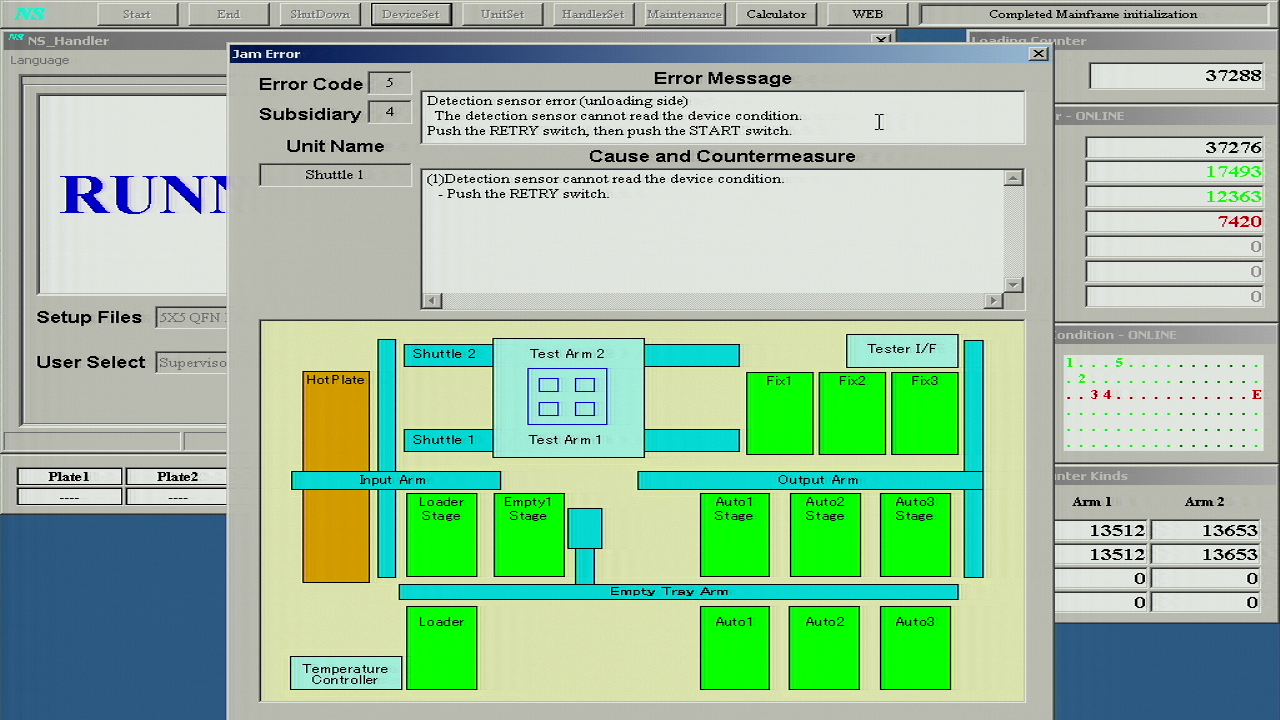 NS
Start
End
ShutDown
DeviceSet
UnitSet
HandlerSet
Maintenance
Calculator
WEB
Completed Mainframe initialization
NS NS_Handler
Language
RUNN
Setup Files
5X5 QFN
User Select
Superviso
Plate1
Plate2
----
----
Jam Error
Error Code
5
Subsidiary
4
Unit Name
Shuttle 1
Error Message
Detection sensor error (unloading side)
The detection sensor cannot read the device condition.
Push the RETRY switch, then push the START switch.
Cause and Countermeasure
(1)Detection sensor cannot read the device condition.
- Push the RETRY switch.
Shuttle 2
Test Arm 2
Tester I/F
HotPlate
Fix1
Fix2
Fix3
Shuttle 1
Test Arm 1
Input Arm
Output Arm
Loader
Stage
Empty1
Stage
Auto1
Stage
Auto2
Stage
Auto3
Stage
Empty Tray Arm
Loader
Auto1
Auto2
Auto3
Temperature
Controller
Loading Counter
37288
r - ONLINE
37276
17493
12363
7420
0
0
0
ondition - ONLINE
1 . . . 5 . . . . . . . . . . .
. 2 . . . . . . . . . . . . . .
. . 3 4 . . . . . . . . . . . E
unter Kinds
Arm 1
Arm 2
13512
13653
13512
13653
0
0
0
0